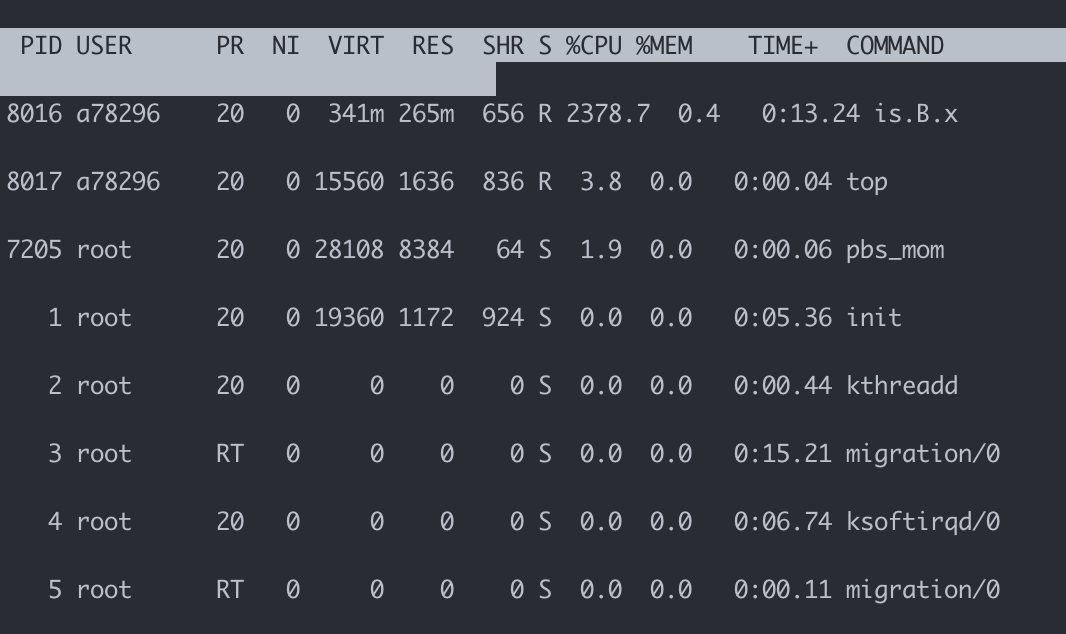 PID USER PR NI VIRT RES SHR S %CPU %MEM TIME+ COMMAND
8016 a78296 20 0 341m 265m 656 R 2378.7 0.4 0:13.24 is.B.x
8017 a78296 20 0 15560 1636 836 R 3.8 0.0 0:00.04 top
7205 root 20 0 28108 8384 64 S 1.9 0.0 0:00.06 pbs_mom
1 root 20 0 19360 1172 924 S 0.0 0.0 0:05.36 init
2 root 20 0 0 0 0 S 0.0 0.0 0:00.44 kthreadd
3 root RT 0 0 0 0 S 0.0 0.0 0:15.21 migration/0
4 root 20 0 0 0 0 S 0.0 0.0 0:06.74 ksoftirqd/0
5 root RT 0 0 0 0 S 0.0 0.0 0:00.11 migration/0